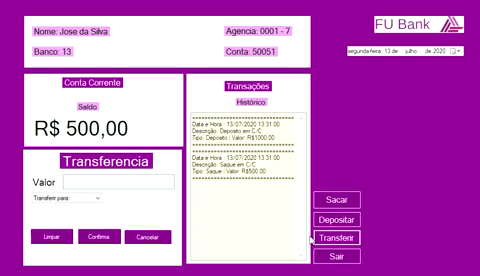 Nome: Jose da Silva
Agencia: 0001 - 7
Banco: 13
Conta: 50051
FU Bank
segunda-feira, 13 de julho de 2020
Conta Corrente
Saldo
R$ 500,00
Transações
Histórico
Data e Hora : 13/07/2020 13:31:00
Descrição: Deposito em C/C
Tipo: Deposito | Valor: R$1000.00
Data e Hora : 13/07/2020 13:31:00
Descrição: Saque em C/C
Tipo: Saque | Valor: R$500.00
Transferencia
Valor
Transferir para:
Limpar
Confirma
Cancelar
Sacar
Depositar
Transferir
Sair